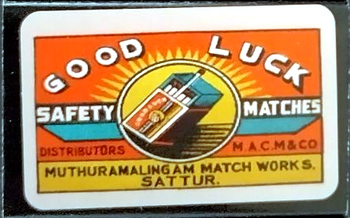 GOOD LUCK
SAFETY MATCHES
DISTRIBUTORS M.A.C.M&CO
MUTHURAMALINGAM MATCH WORKS.
SATTUR.